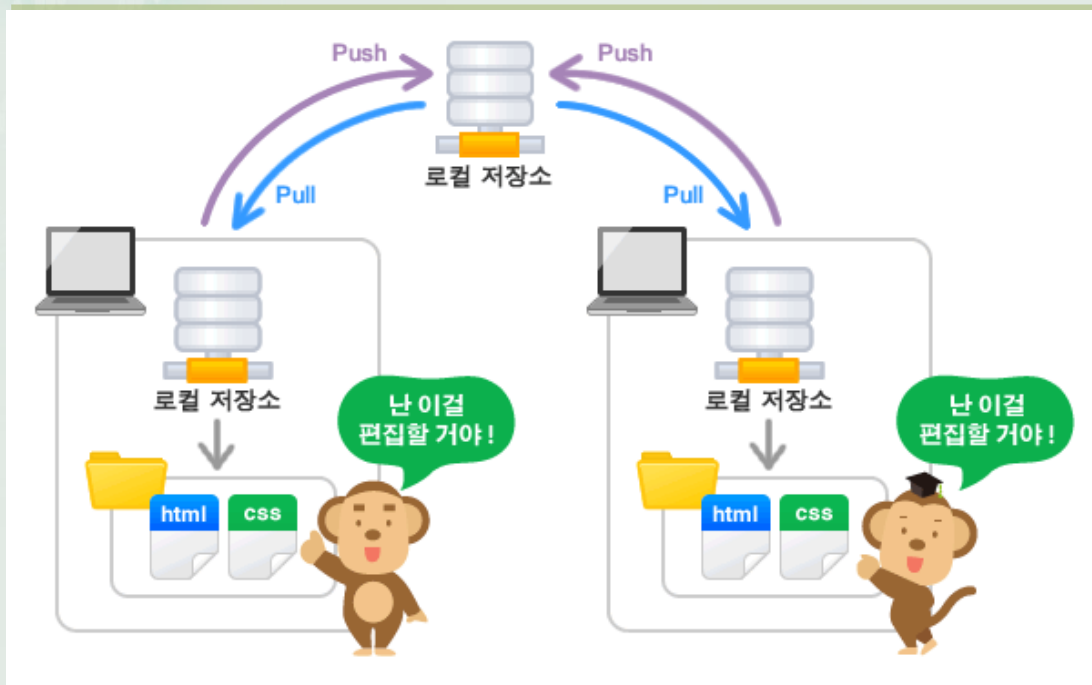 Push
Push
로컬 저장소
Pull
Pull
로컬 저장소
난 이걸
편집할 거야 !
html
css
로컬 저장소
난 이걸
편집할 거야 !
html
css